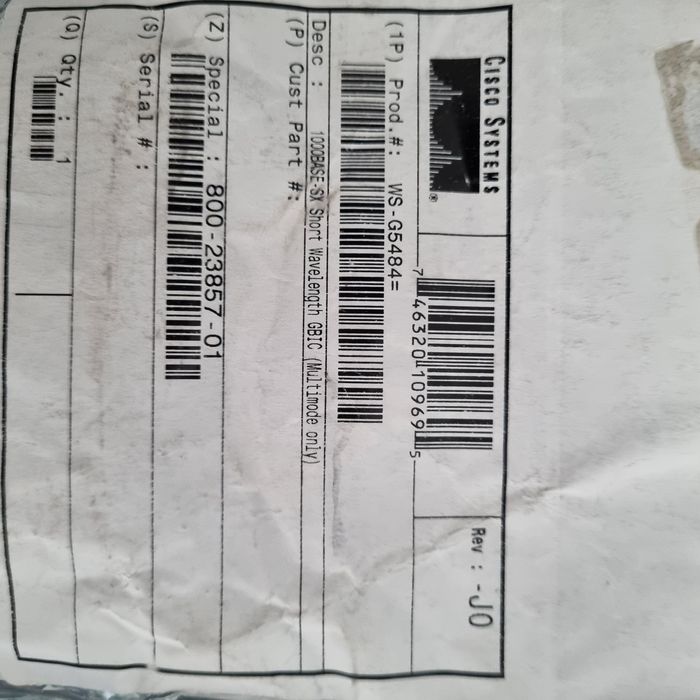 CISCO SYSTEMS
®
7 46320 10969 5
Rev : -J0
(1P) Prod.#: WS-G5484=
Desc : 1000BASE-SX Short Wavelength GBIC (Multimode only)
(P) Cust Part #:
(Z) Special : 800-23857-01
(S) Serial # :
(Q) Qty. : 1